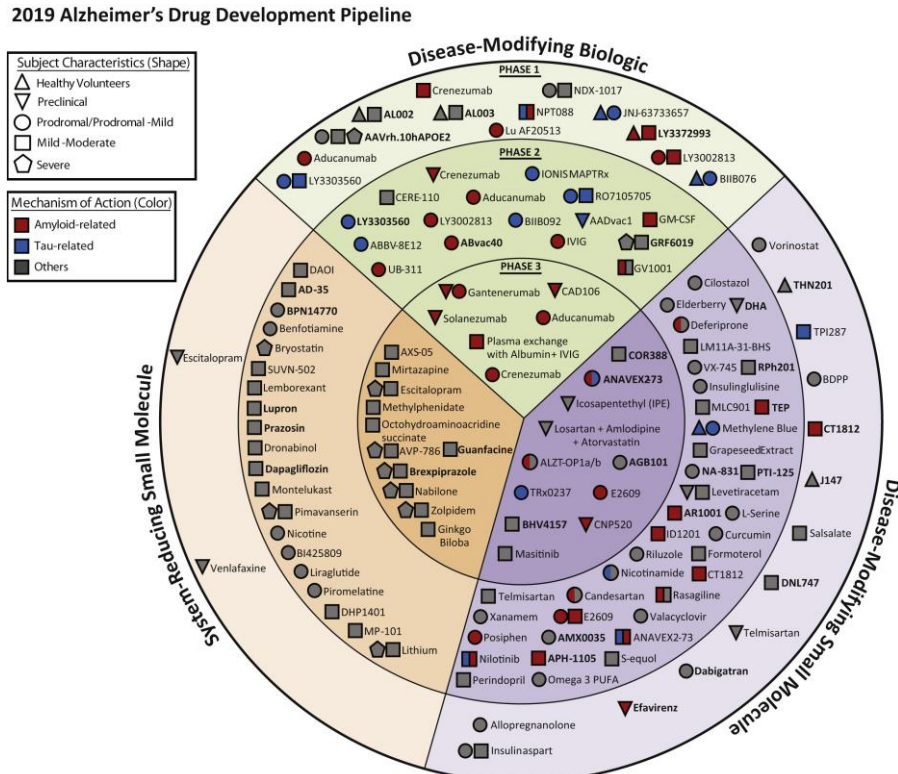 2019 Alzheimer's Drug Development Pipeline
Subject Characteristics (Shape)
Healthy Volunteers
Preclinical
Prodromal/Prodromal -Mild
Mild -Moderate
Severe
Mechanism of Action (Color)
Amyloid-related
Tau-related
Others
Disease-Modifying Biologic
PHASE 1
Crenezumab
NDX-1017
AL002
AL003
NPT088
JNJ-63733657
AAVrh.10hAPOE2
Lu AF20513
LY3372993
Aducanumab
LY3002813
LY3303560
BIIB076
PHASE 2
Crenezumab
IONISMAPTRx
CERE-110
Aducanumab
RO7105705
LY3303560
LY3002813
BIIB092
AADvac1
GM-CSF
ABBV-8E12
ABvac40
IVIG
GRF6019
UB-311
GV1001
PHASE 3
Gantenerumab
CAD106
Solanezumab
Aducanumab
Plasma exchange
with Albumin+ IVIG
Crenezumab
System-Reducing Small Molecule
Escitalopram
Venlafaxine
DAOI
AD-35
BPN14770
Benfotiamine
Bryostatin
SUVN-502
Lemborexant
Lupron
Prazosin
Dronabinol
Dapagliflozin
Montelukast
Pimavanserin
Nicotine
BI425809
Liraglutide
Piromelatine
DHP1401
MP-101
Lithium
AXS-05
Mirtazapine
Escitalopram
Methylphenidate
Octohydroaminoacridine
succinate
AVP-786
Guanfacine
Brexpiprazole
Nabilone
Zolpidem
Ginkgo
Biloba
Disease-Modifying Small Molecule
COR388
ANAVEX2-73
Icosapentethyl (IPE)
Losartan + Amlodipine
+ Atorvastatin
ALZT-OP1a/b
AGB101
TRx0237
E2609
BHV4157
CNP520
Masitinib
Cilostazol
Elderberry
DHA
Deferiprone
LM11A-31-BHS
VX-745
RPh201
Insulinglulisine
MLC901
TEP
Methylene Blue
GrapeseedExtract
NA-831
PTI-125
Levetiracetam
AR1001
L-Serine
ID1201
Curcumin
Riluzole
Formoterol
Nicotinamide
CT1812
Telmisartan
Candesartan
Rasagiline
Xanamem
E2609
Valacyclovir
Posiphen
AMX0035
ANAVEX2-73
Nilotinib
APH-1105
S-equol
Perindopril
Omega 3 PUFA
Vorinostat
THN201
TPI287
BDPP
CT1812
J147
Salsalate
DNL747
Telmisartan
Dabigatran
Efavirenz
Allopregnanolone
Insulinaspart